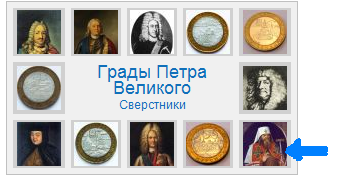 Грады Петра
Великого
Сверстники